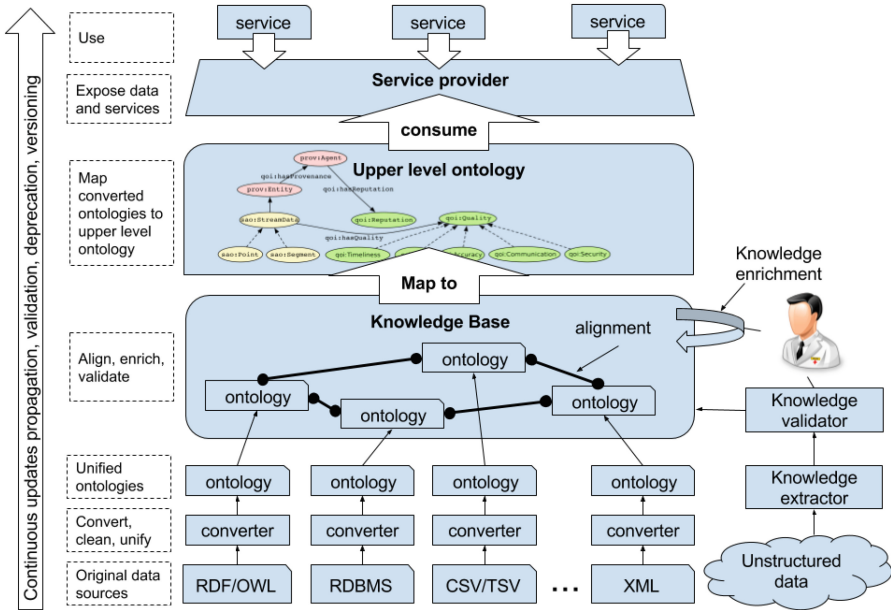 Continuous updates propagation, validation, deprecation, versioning
Use
service
service
service
Expose data
and services
Service provider
consume
Map
converted
ontologies to
upper level
ontology
Upper level ontology
prov:Agent
qoi:hasProvenance
prov:Entity
qoi:hasReputation
sao:StreamData
qoi:Reputation
qoi:Quality
qoi:hasQuality
sao:Point
sao:Segment
qoi:Timeliness
Accuracy
qoi:Communication
qoi:Security
Map to
Knowledge
enrichment
Align, enrich,
validate
Knowledge Base
alignment
ontology
ontology
ontology
ontology
Knowledge
validator
Unified
ontologies
ontology
ontology
ontology
ontology
Knowledge
extractor
Convert,
clean, unify
converter
converter
converter
converter
Original data
sources
RDF/OWL
RDBMS
CSV/TSV
...
XML
Unstructured
data